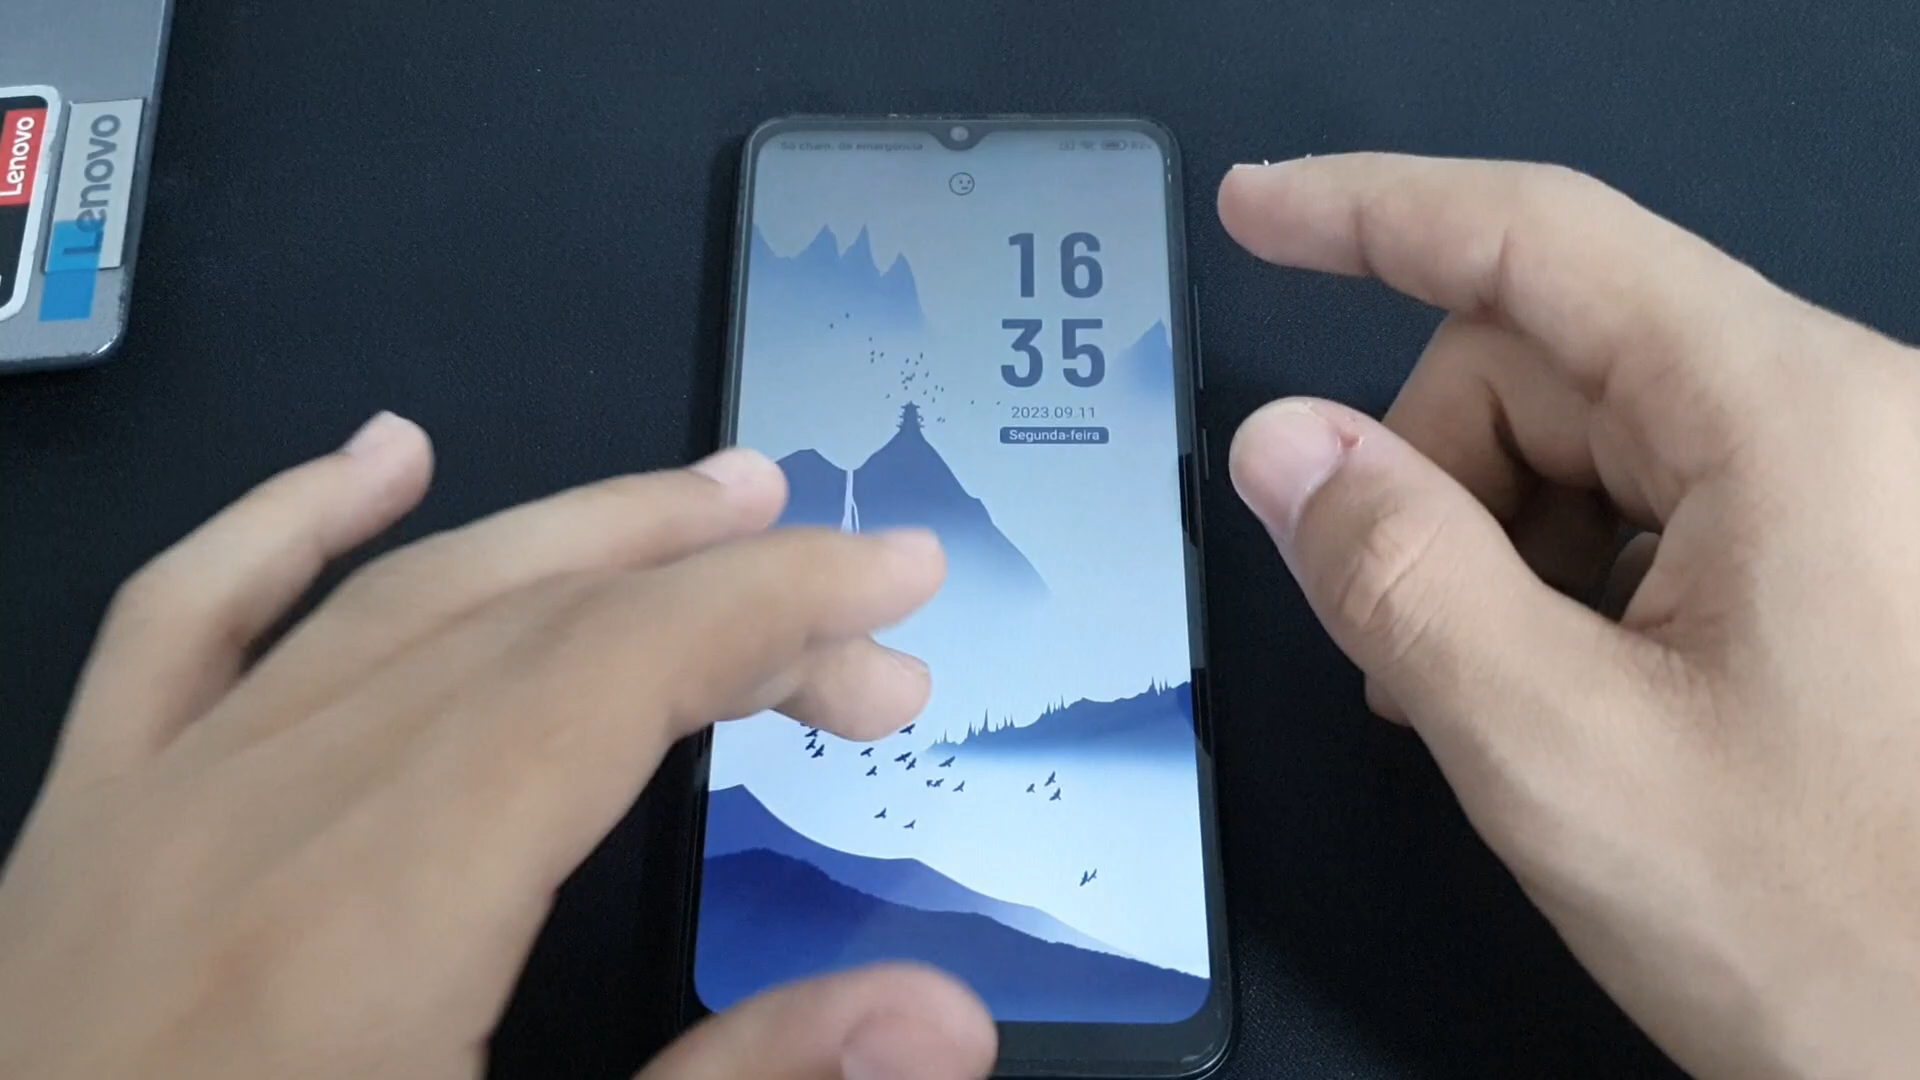 Lenovo
Lenovo
Só cham. de emergência
16
35
2023.09.11
Segunda-feira